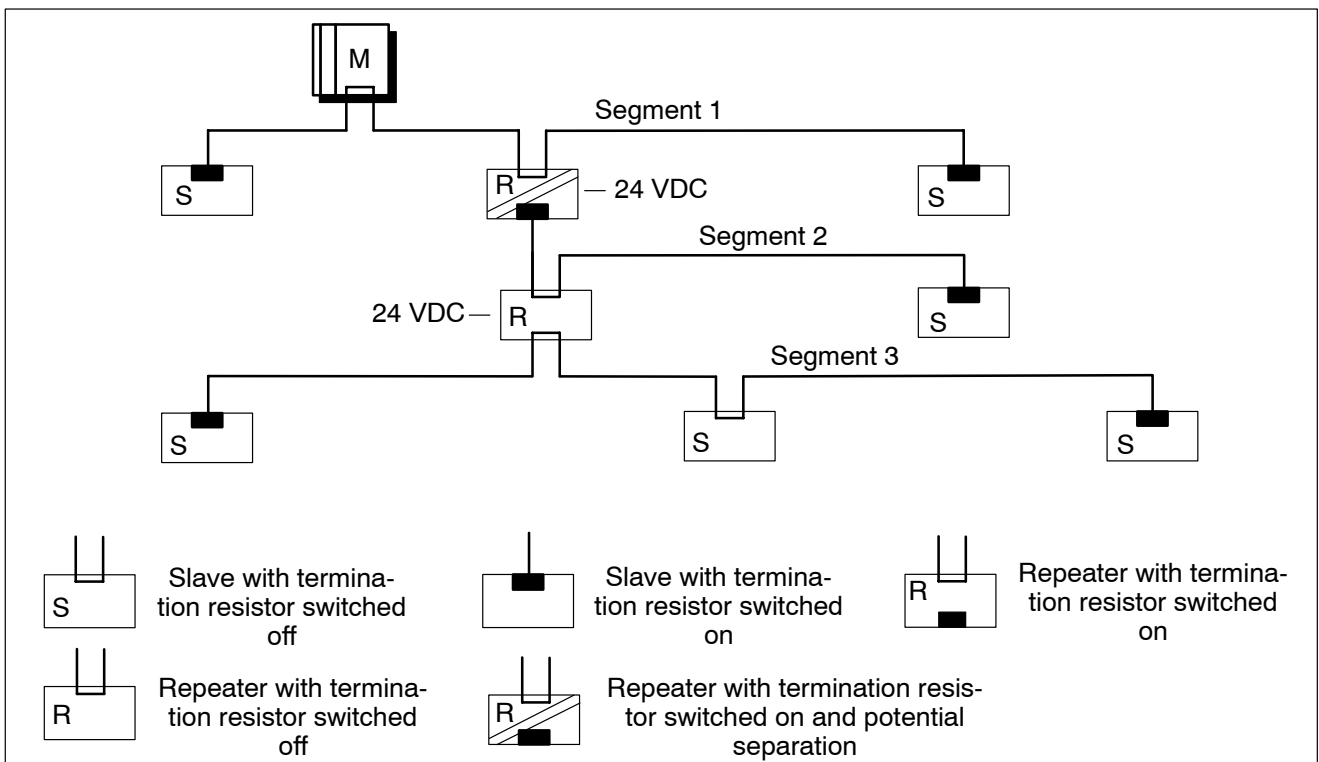 M
Segment 1
S
R
24 VDC
S
Segment 2
24 VDC
R
S
Segment 3
S
S
S
S
Slave with termina-
tion resistor switched
off
Slave with termina-
tion resistor switched
on
R
Repeater with termina-
tion resistor switched
on
R
Repeater with termina-
tion resistor switched
off
R
Repeater with termination resis-
tor switched on and potential
separation